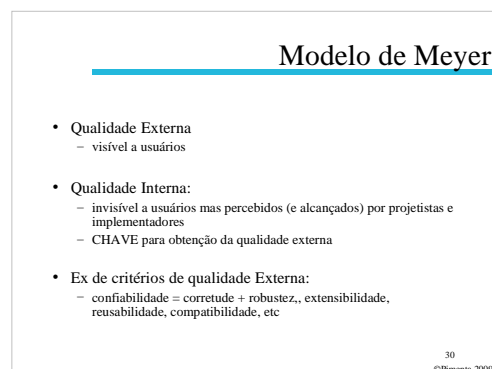 Modelo de Meyer
• Qualidade Externa
– visível a usuários
• Qualidade Interna:
– invisível a usuários mas percebidos (e alcançados) por projetistas e
implementadores
– CHAVE para obtenção da qualidade externa
• Ex de critérios de qualidade Externa:
– confiabilidade = corretude + robustez,, extensibilidade,
reusabilidade, compatibilidade, etc
30